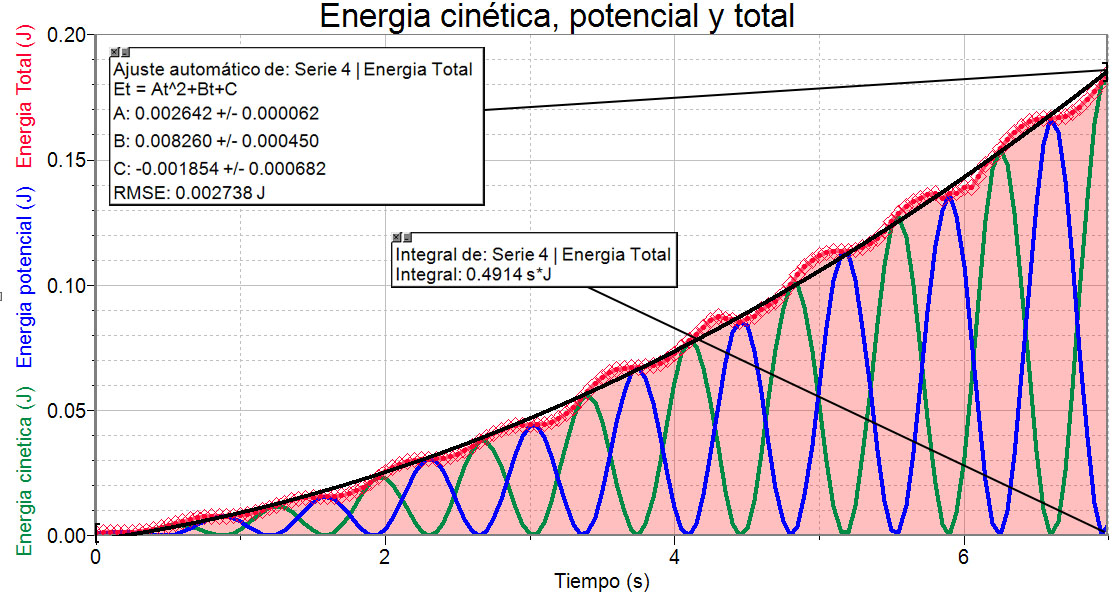 Energia cinética, potencial y total
Energia Total (J)
Energia potencial (J)
Energia cinetica (J)
0.20
0.15
0.10
0.05
0.00
Ajuste automático de: Serie 4 | Energia Total
Et = At^2+Bt+C
A: 0.002642 +/- 0.000062
B: 0.008260 +/- 0.000450
C: -0.001854 +/- 0.000682
RMSE: 0.002738 J
Integral de: Serie 4 | Energia Total
Integral: 0.4914 s*J
0
2
4
6
Tiempo (s)